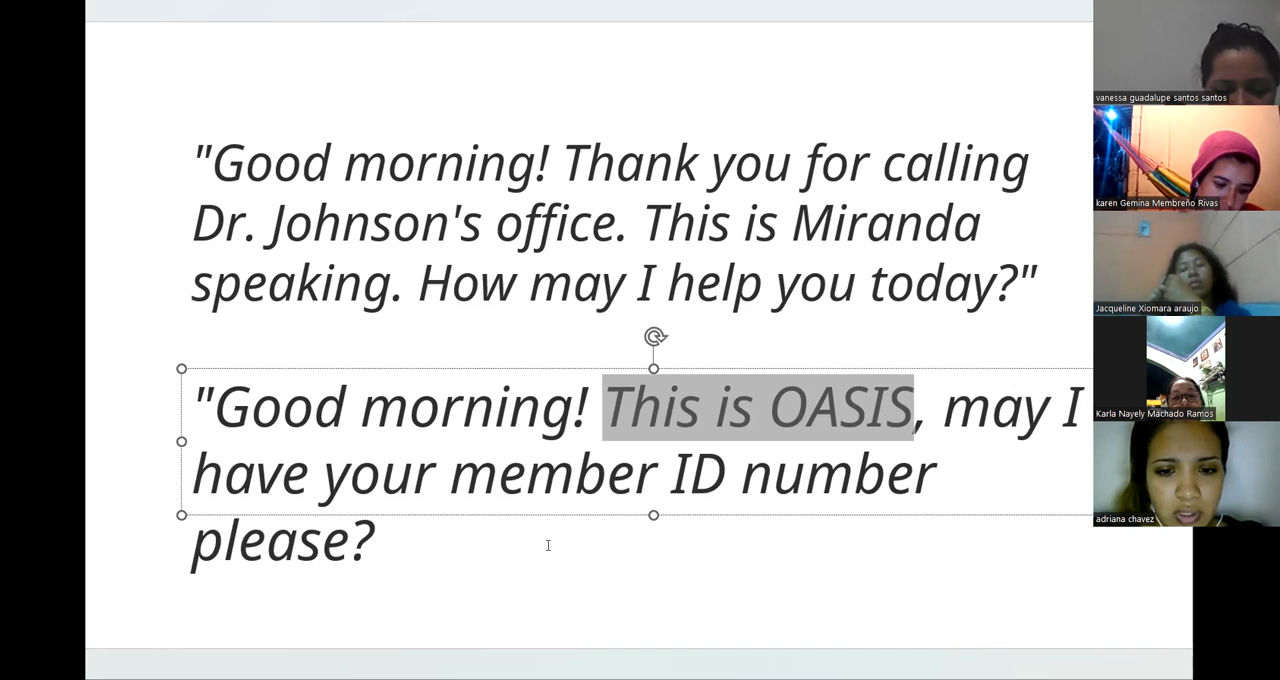 "Good morning! Thank you for calling
Dr. Johnson's office. This is Miranda
speaking. How may I help you today?"
"Good morning! This is OASIS, may I
have your member ID number
please?
vanessa guadalupe santos santos
karen Gemina Membreño Rivas
Jacqueline Xiomara araujo
Karla Nayely Machado Ramos
adriana chavez